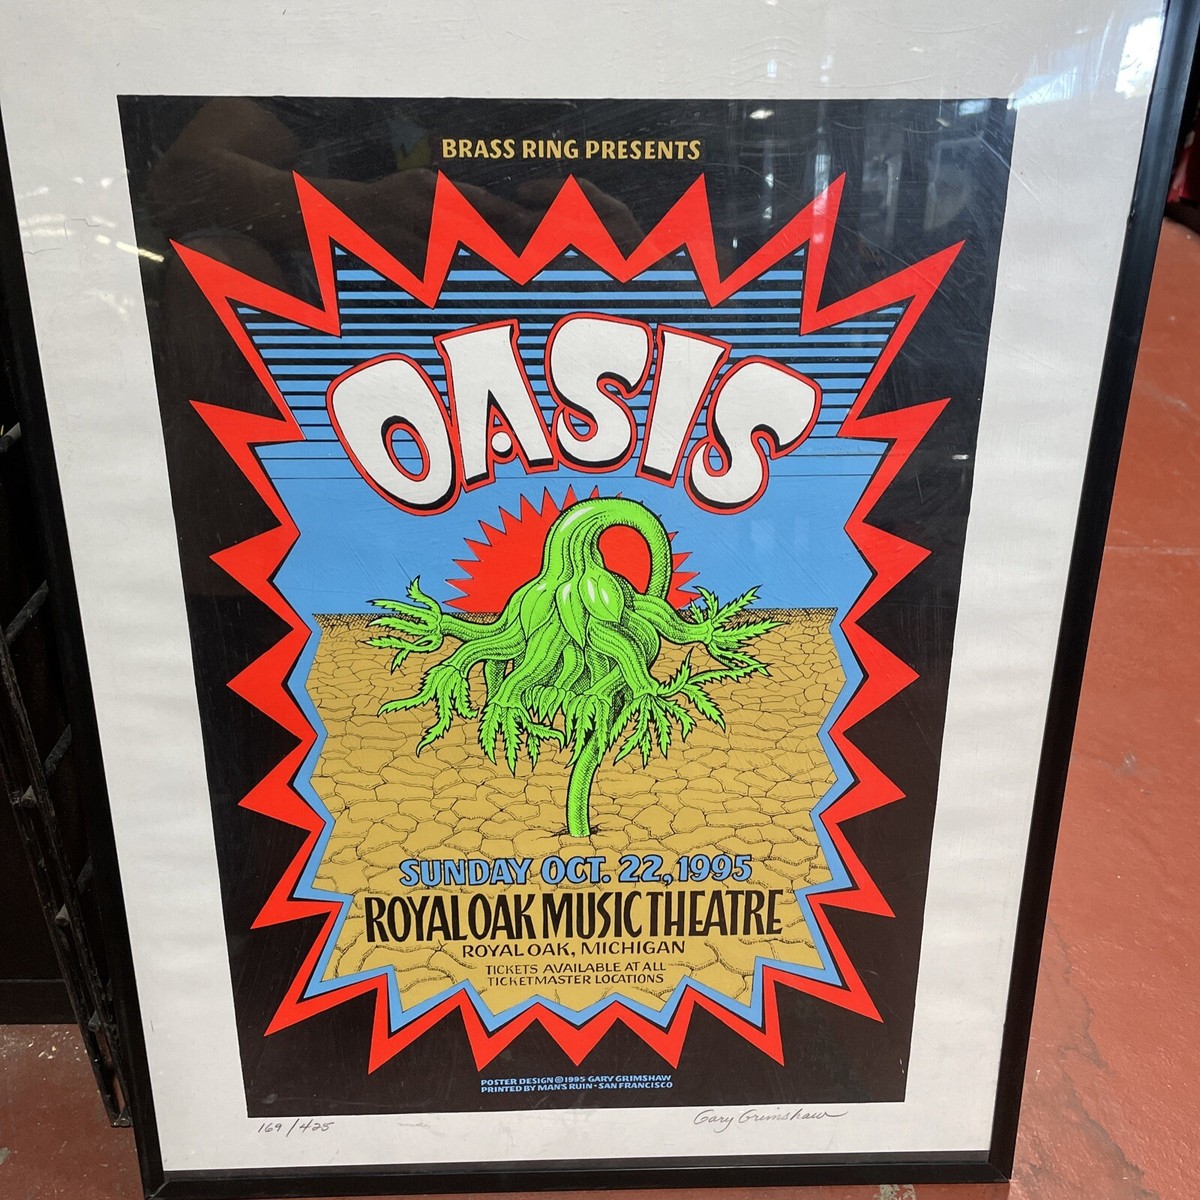 BRASS RING PRESENTS
OASIS
SUNDAY OCT. 22, 1995
ROYAL OAK MUSIC THEATRE
ROYAL OAK, MICHIGAN
TICKETS AVAILABLE AT ALL
TICKETMASTER LOCATIONS
POSTER DESIGN © 1995 GARY GRIMSHAW
PRINTED BY MAN'S RUIN • SAN FRANCISCO
169/425
Gary Grimshaw